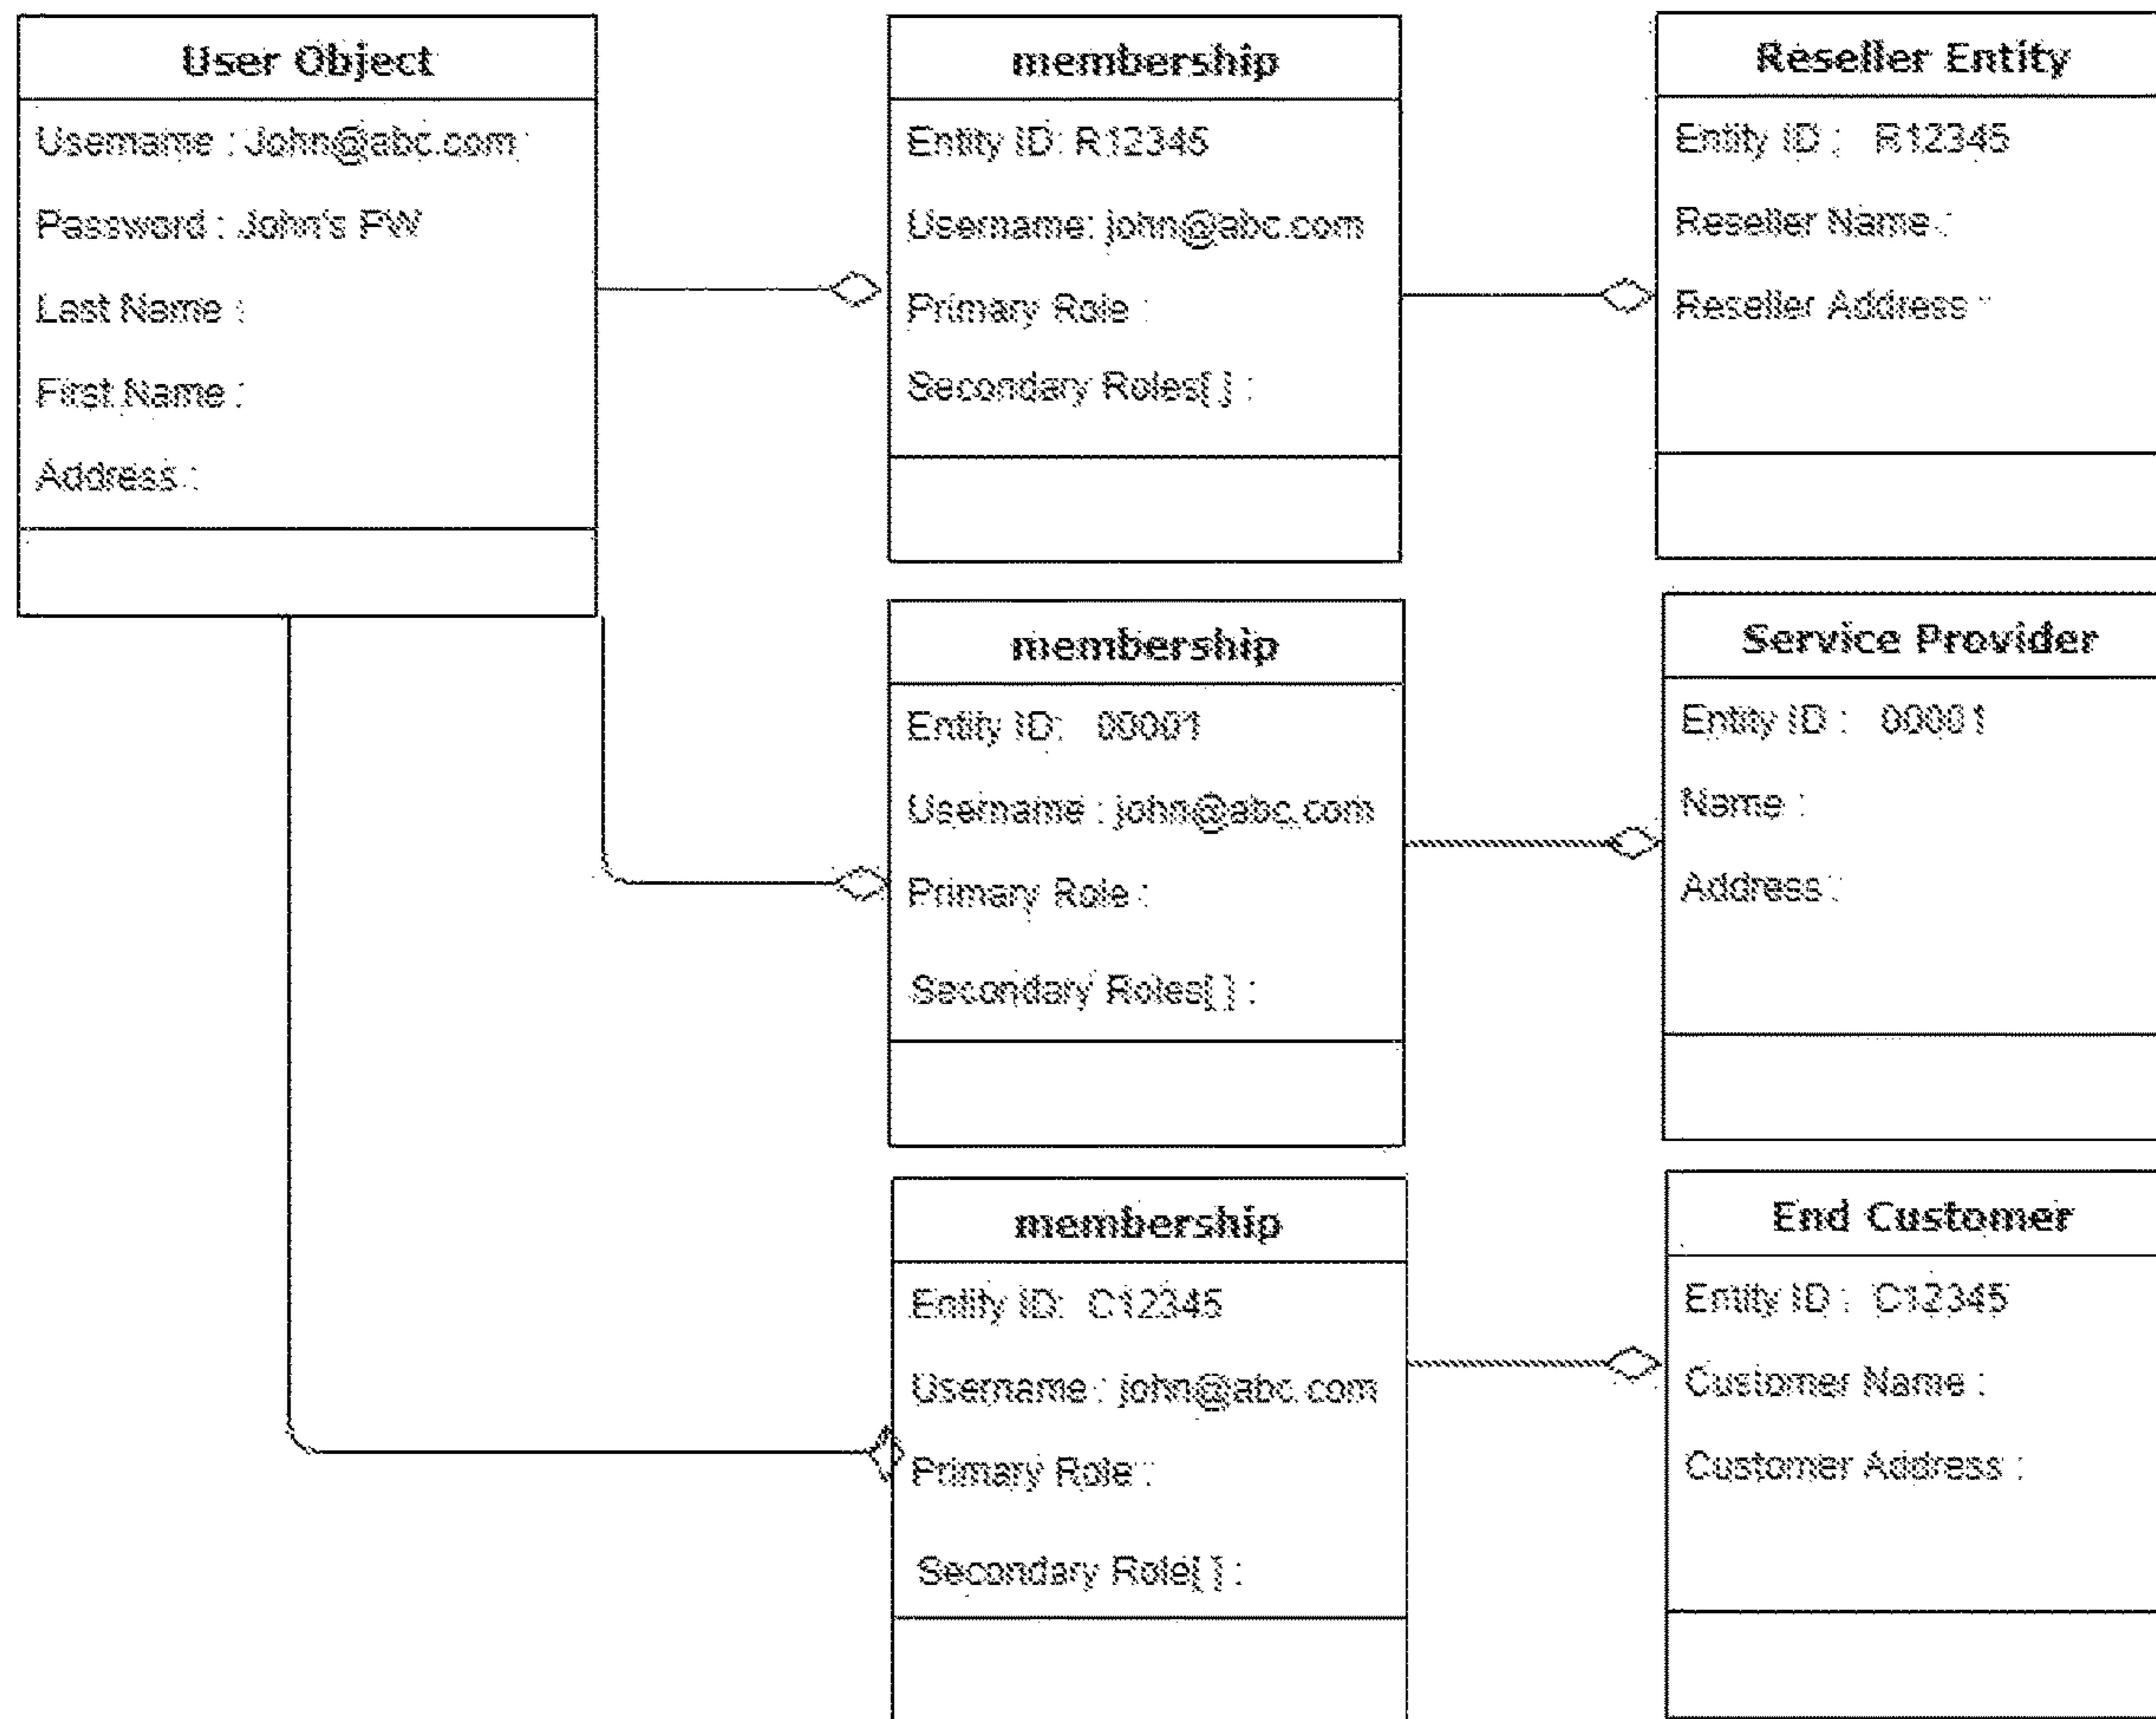 User Object
Username : John@abc.com
Password : John's PW
Last Name :
First Name :
Address :
membership
Entity ID: R12345
Username: john@abc.com
Primary Role :
Secondary Roles[ ] :
Reseller Entity
Entity ID : R12345
Reseller Name :
Reseller Address :
membership
Entity ID: 00001
Username : john@abc.com
Primary Role :
Secondary Roles[ ] :
Service Provider
Entity ID : 00001
Name :
Address :
membership
Entity ID: C12345
Username : john@abc.com
Primary Role :
Secondary Role[ ] :
End Customer
Entity ID : C12345
Customer Name :
Customer Address :